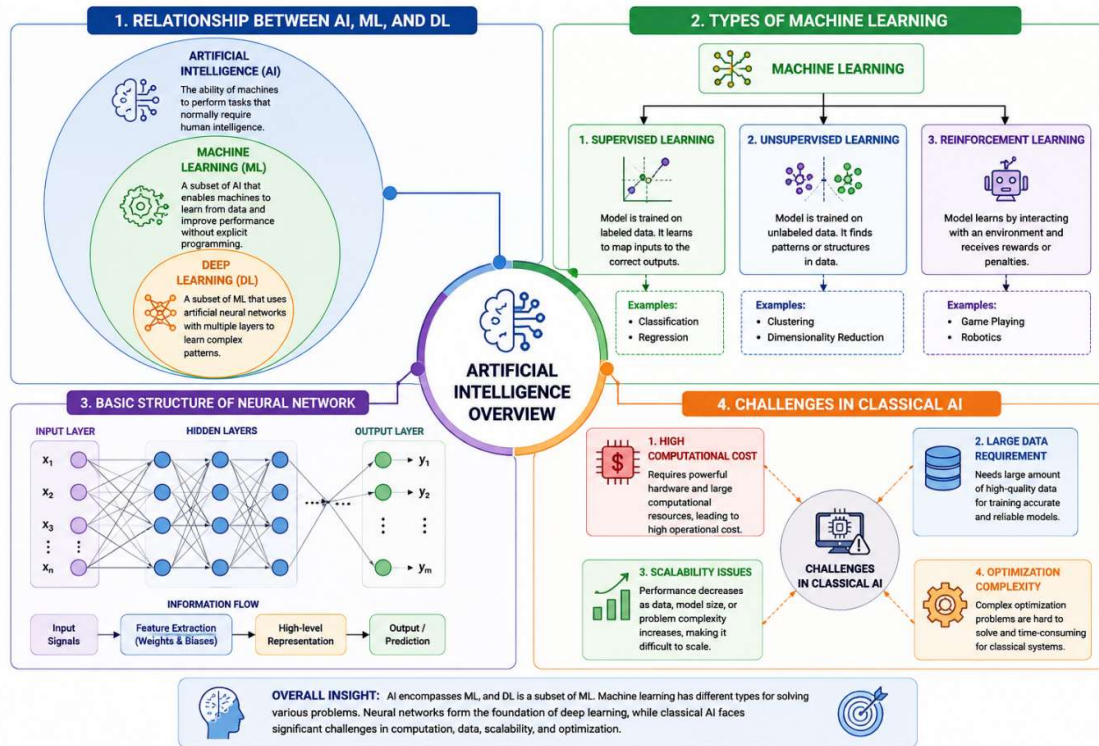 1. RELATIONSHIP BETWEEN AI, ML, AND DL
ARTIFICIAL
INTELLIGENCE (AI)
The ability of machines
to perform tasks that
normally require
human intelligence.
MACHINE
LEARNING (ML)
A subset of AI that
enables machines to
learn from data and
improve performance
without explicit
programming.
DEEP
LEARNING (DL)
A subset of ML that uses
artificial neural networks
with multiple layers to
learn complex
patterns.
2. TYPES OF MACHINE LEARNING
MACHINE LEARNING
1. SUPERVISED LEARNING
Model is trained on
labeled data. It learns
to map inputs to the
correct outputs.
Examples:
• Classification
• Regression
2. UNSUPERVISED LEARNING
Model is trained on
unlabeled data. It finds
patterns or structures
in data.
Examples:
• Clustering
• Dimensionality Reduction
3. REINFORCEMENT LEARNING
Model learns by interacting
with an environment and
receives rewards or
penalties.
Examples:
• Game Playing
• Robotics
ARTIFICIAL
INTELLIGENCE
OVERVIEW
3. BASIC STRUCTURE OF NEURAL NETWORK
INPUT LAYER
HIDDEN LAYERS
OUTPUT LAYER
x1
x2
x3
xn
y1
y2
ym
INFORMATION FLOW
Input
Signals
Feature Extraction
(Weights & Biases)
High-level
Representation
Output /
Prediction
4. CHALLENGES IN CLASSICAL AI
1. HIGH
COMPUTATIONAL COST
$
Requires powerful
hardware and large
computational
resources, leading to
high operational cost.
2. LARGE DATA
REQUIREMENT
Needs large amount
of high-quality data
for training accurate
and reliable models.
CHALLENGES
IN CLASSICAL AI
3. SCALABILITY ISSUES
Performance decreases
as data, model size, or
problem complexity
increases, making it
difficult to scale.
4. OPTIMIZATION
COMPLEXITY
Complex optimization
problems are hard to
solve and time-consuming
for classical systems.
OVERALL INSIGHT: AI encompasses ML, and DL is a subset of ML. Machine learning has different types for solving
various problems. Neural networks form the foundation of deep learning, while classical AI faces
significant challenges in computation, data, scalability, and optimization.